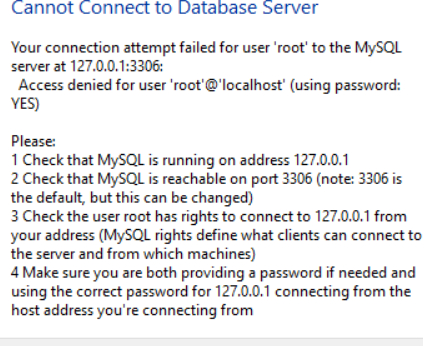 Cannot Connect to Database Server
Your connection attempt failed for user 'root' to the MySQL
server at 127.0.0.1:3306:
Access denied for user 'root'@'localhost' (using password:
YES)
Please:
1 Check that MySQL is running on address 127.0.0.1
2 Check that MySQL is reachable on port 3306 (note: 3306 is
the default, but this can be changed)
3 Check the user root has rights to connect to 127.0.0.1 from
your address (MySQL rights define what clients can connect to
the server and from which machines)
4 Make sure you are both providing a password if needed and
using the correct password for 127.0.0.1 connecting from the
host address you're connecting from